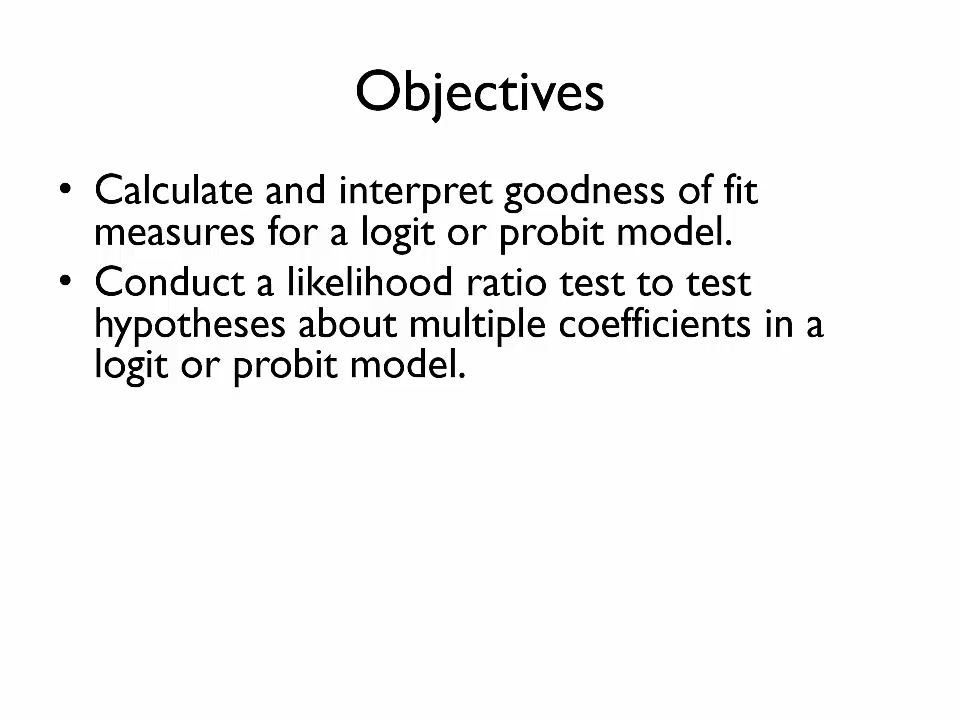 Objectives
• Calculate and interpret goodness of fit
measures for a logit or probit model.
• Conduct a likelihood ratio test to test
hypotheses about multiple coefficients in a
logit or probit model.